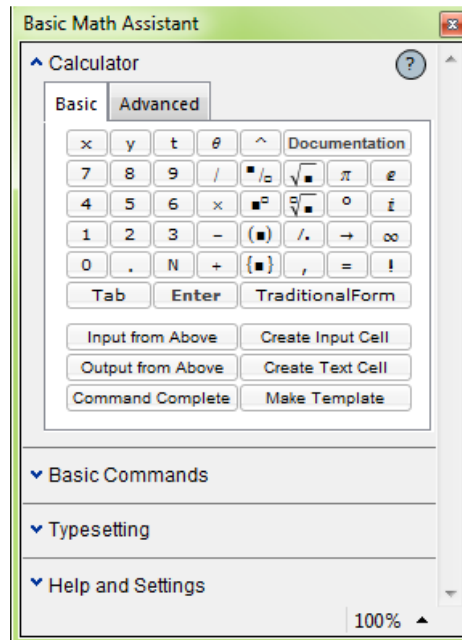 Basic Math Assistant
Calculator ?
Basic Advanced
x y t θ ^ Documentation
7 8 9 / ■/□ √■ π ⅇ
4 5 6 × ■□ □√■ ° ⅈ
1 2 3 − (■) /. → ∞
0 . N + {■} , = !
Tab Enter TraditionalForm
Input from Above Create Input Cell
Output from Above Create Text Cell
Command Complete Make Template
Basic Commands
Typesetting
Help and Settings
100%